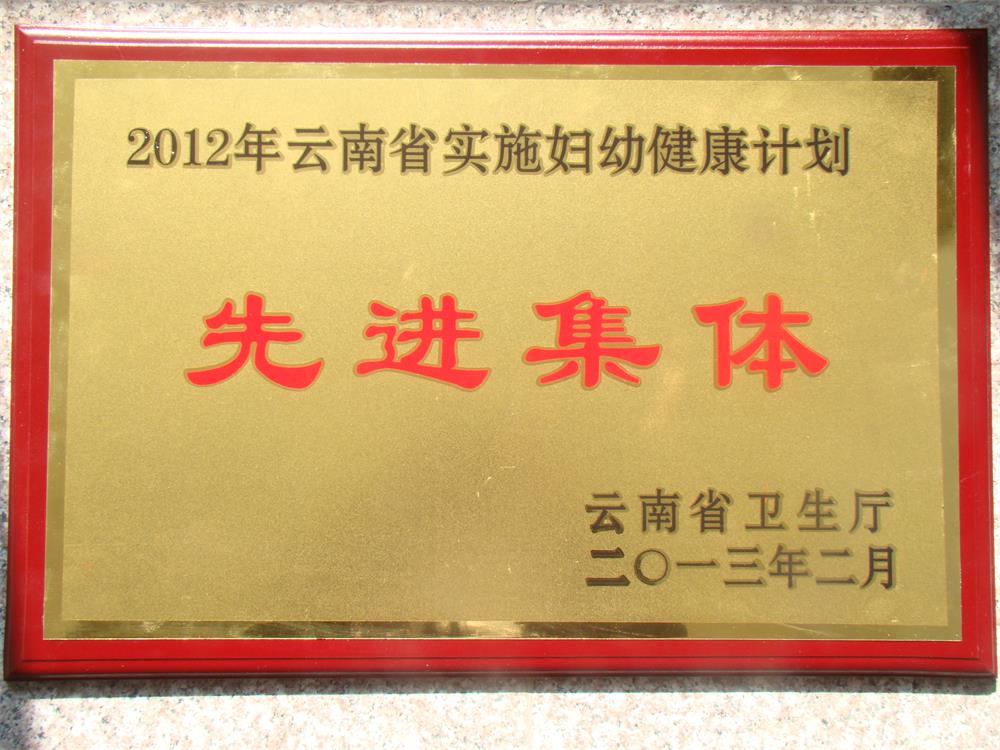 2012年云南省实施妇幼健康计划
先进集体
云南省卫生厅
二〇一三年二月